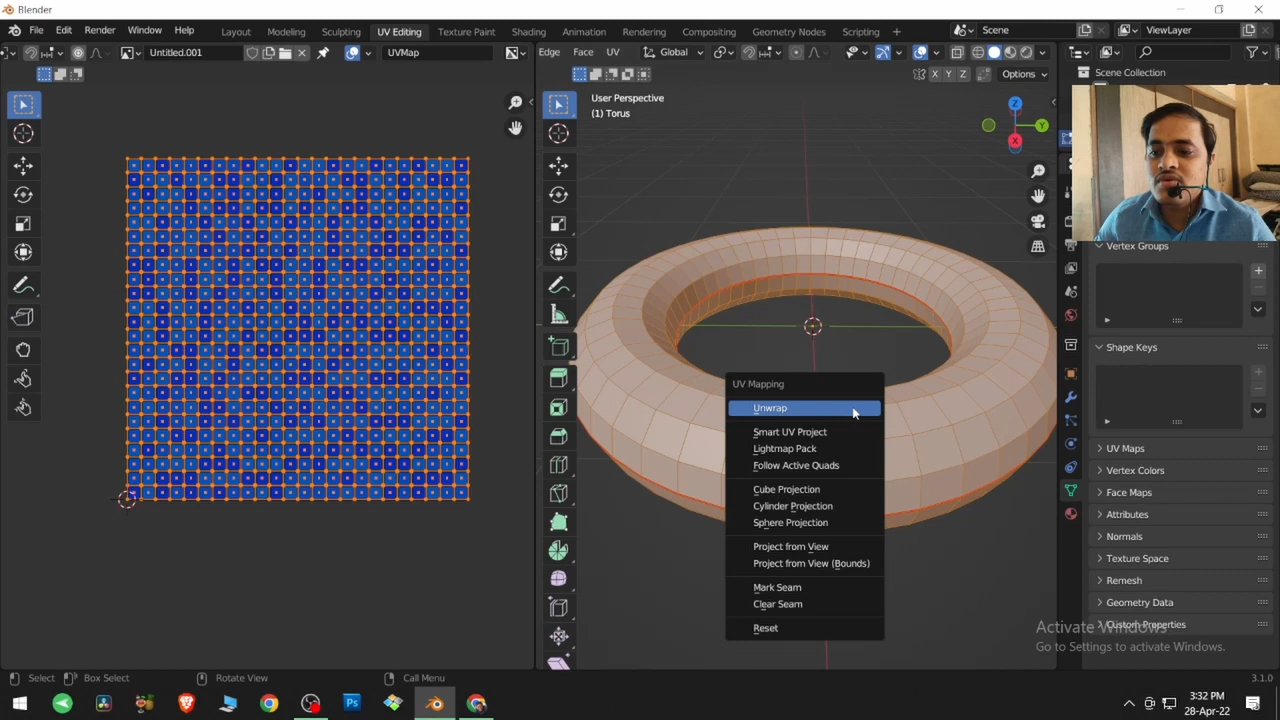 Blender
File Edit Render Window Help
Layout Modeling Sculpting UV Editing Texture Paint Shading Animation Rendering Compositing Geometry Nodes Scripting +
Scene
ViewLayer
Untitled.001
UVMap
Edge Face UV
Global
X Y Z
Options
Scene Collection
User Perspective
(1) Torus
Z
Y
X
UV Mapping
Unwrap
Smart UV Project
Lightmap Pack
Follow Active Quads
Cube Projection
Cylinder Projection
Sphere Projection
Project from View
Project from View (Bounds)
Mark Seam
Clear Seam
Reset
Vertex Groups
Shape Keys
UV Maps
Vertex Colors
Face Maps
Attributes
Normals
Texture Space
Remesh
Geometry Data
Custom Properties
Activate Windows
Go to Settings to activate Windows.
Select
Box Select
Rotate View
Call Menu
3.1.0
Ps
3:32 PM
28-Apr-22